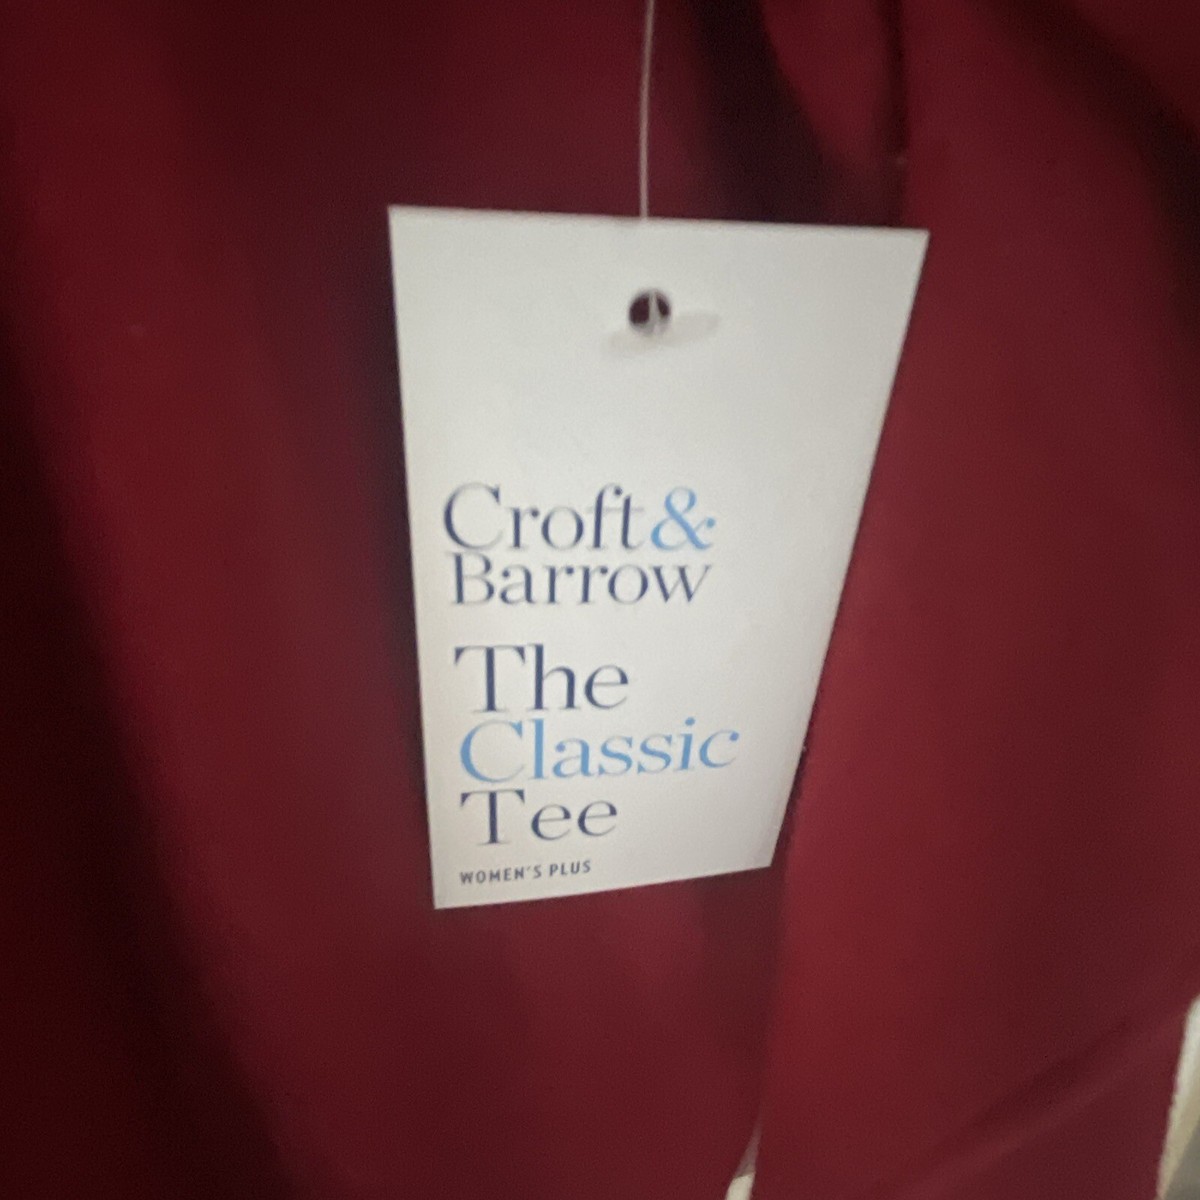 Croft&
Barrow
The
Classic
Tee
WOMEN'S PLUS